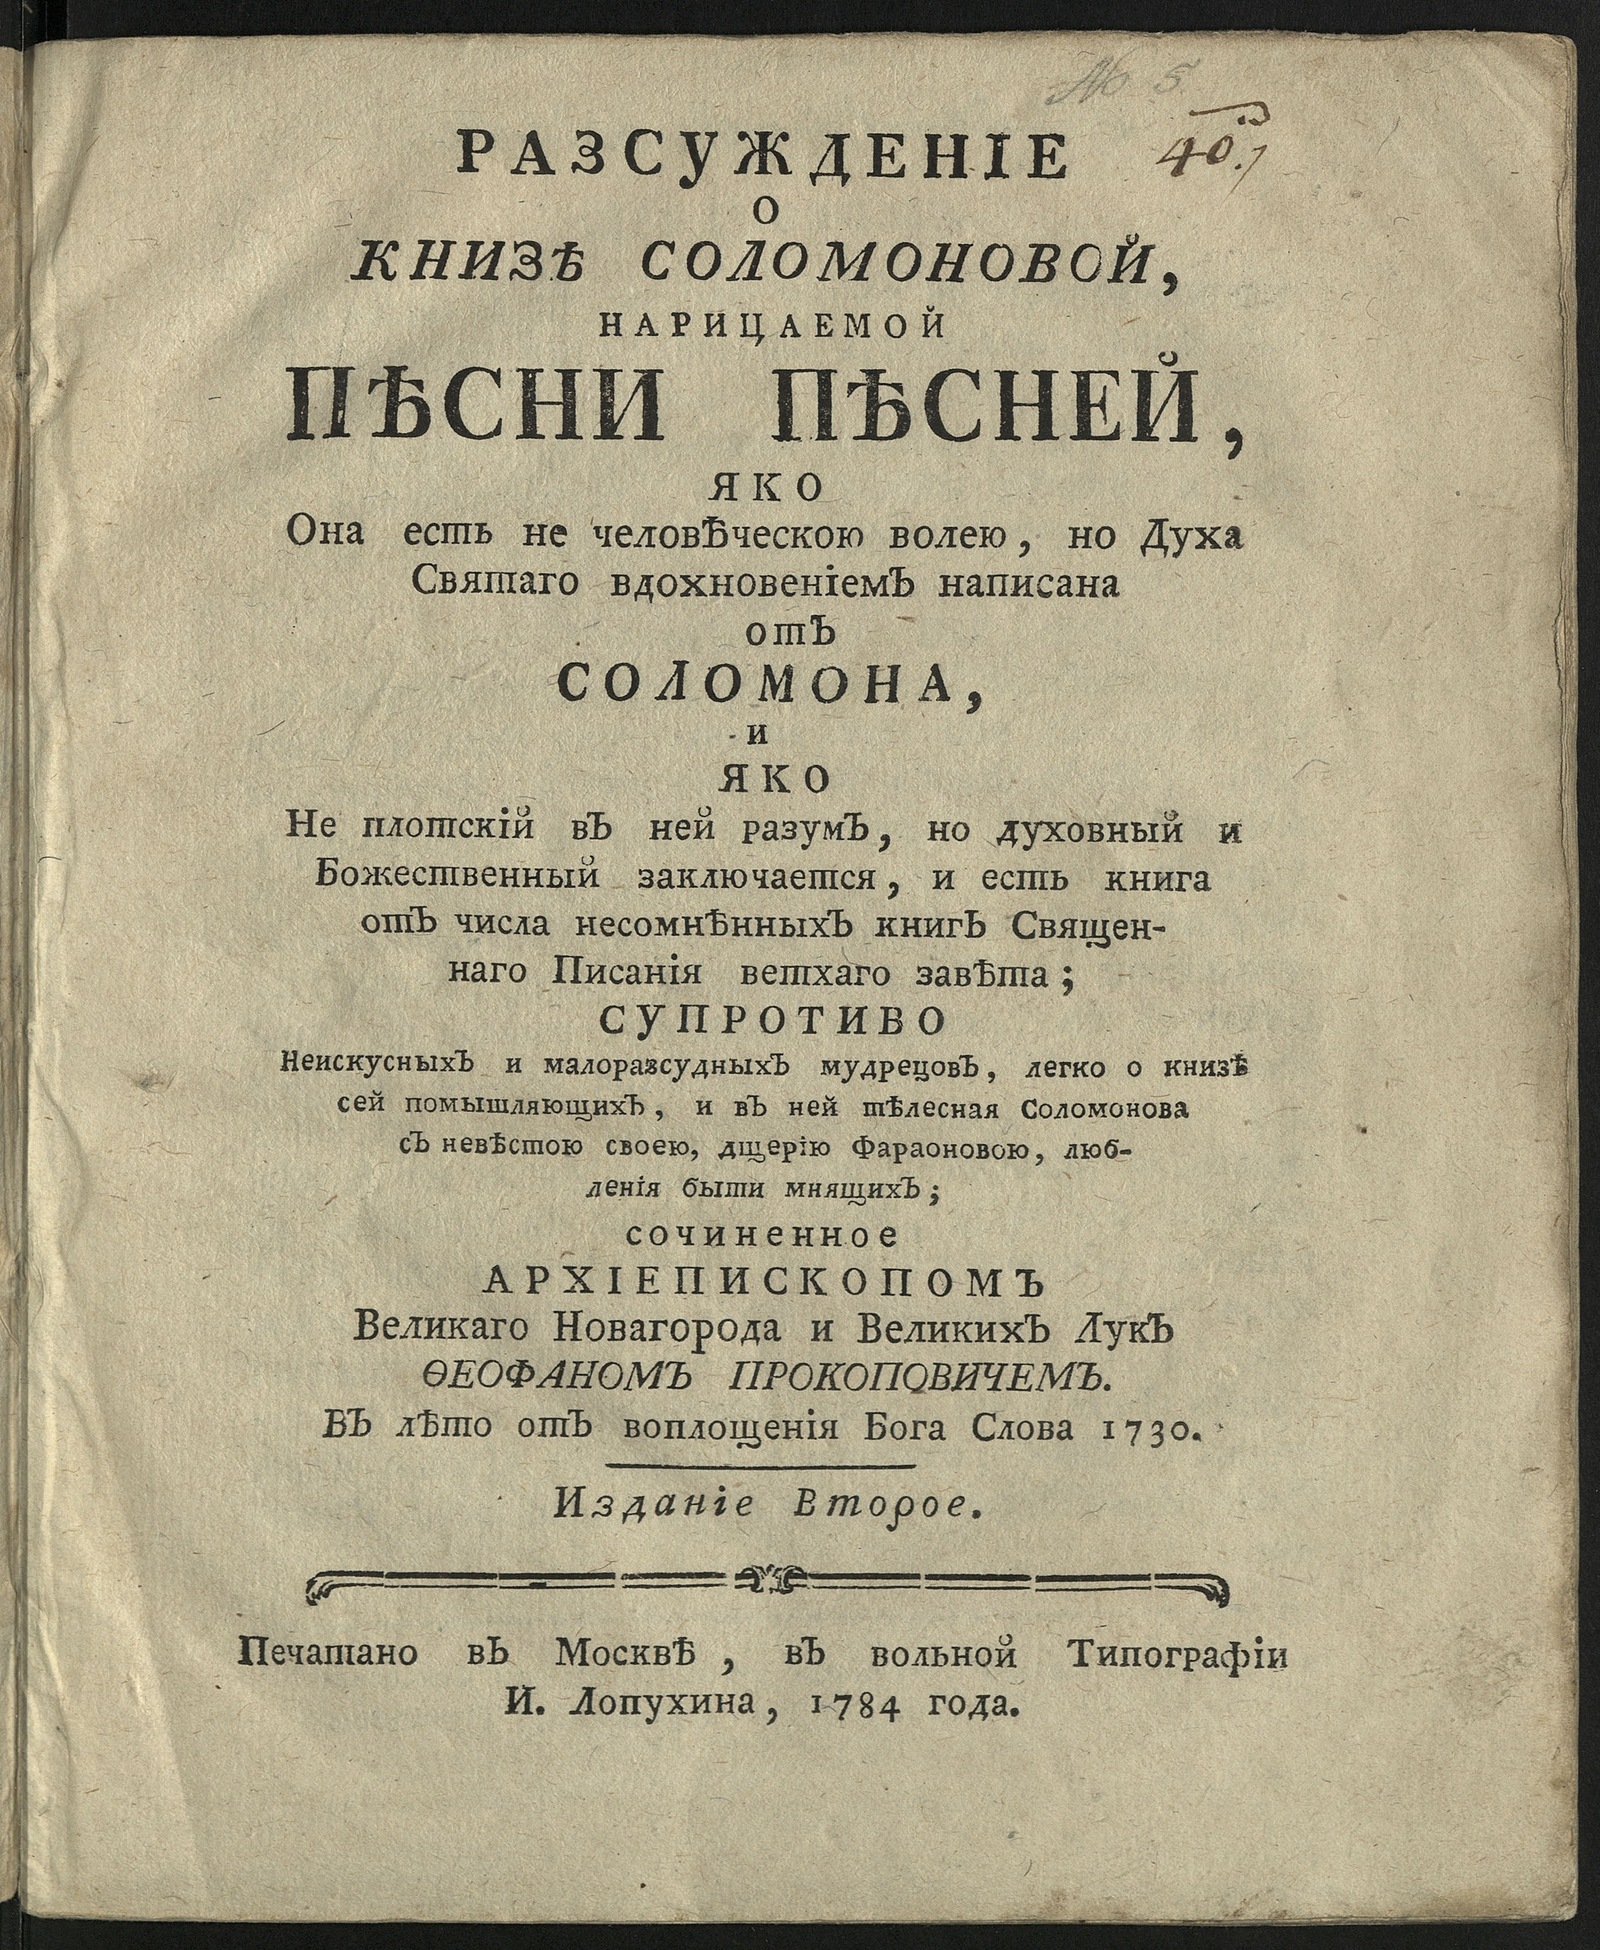 № 5
40.
РАЗСУЖДЕНІЕ
О
КНИЗѢ СОЛОМОНОВОЙ,
НАРИЦАЕМОЙ
ПѢСНИ ПѢСНЕЙ,
ЯКО
Она есть не человѣческою волею, но Духа
Святаго вдохновеніемъ написана
отъ
СОЛОМОНА,
и
ЯКО
Не плотскій въ ней разумъ, но духовный и
Божественный заключается, и есть книга
отъ числа несомнѣнныхъ книгъ Священ-
наго Писанія ветхаго завѣта;
СУПРОТИВО
Неискусныхъ и малоразсудныхъ мудрецовъ, легко о книзѣ
сей помышляющихъ, и въ ней тѣлесная Соломонова
съ невѣстою своею, дщерію Фараоновою, люб-
ленія быти мнящихъ;
сочиненное
АРХІЕПИСКОПОМЪ
Великаго Новагорода и Великихъ Лукъ
ѲЕОФАНОМЪ ПРОКОПОВИЧЕМЪ.
Въ лѣто отъ воплощенія Бога Слова 1730.
Изданіе Второе.
Печатано въ Москвѣ, въ вольной Типографіи
И. Лопухина, 1784 года.